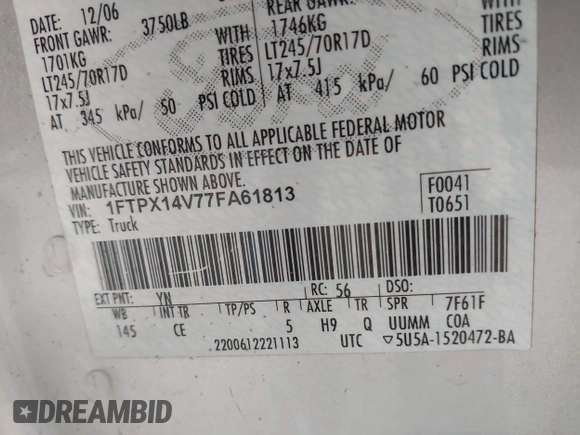 DATE: 12/06
FRONT GAWR: 3750LB REAR GAWR:
1701KG WITH 1746KG WITH
LT245/70R17D TIRES LT245/70R17D TIRES
17x7.5J RIMS 17x7.5J RIMS
AT 345 kPa/ 50 PSI COLD AT 415 kPa/ 60 PSI COLD
THIS VEHICLE CONFORMS TO ALL APPLICABLE FEDERAL MOTOR
VEHICLE SAFETY STANDARDS IN EFFECT ON THE DATE OF
MANUFACTURE SHOWN ABOVE.
VIN: 1FTPX14V77FA61813
TYPE: Truck
F0041
T0651
EXT PNT: YN RC: 56 DSO:
WB INT TR TP/PS R AXLE TR SPR 7F61F
145 CE 5 H9 Q UUMM COA
2200612221113 UTC ▽5U5A-1520472-BA
DREAMBID